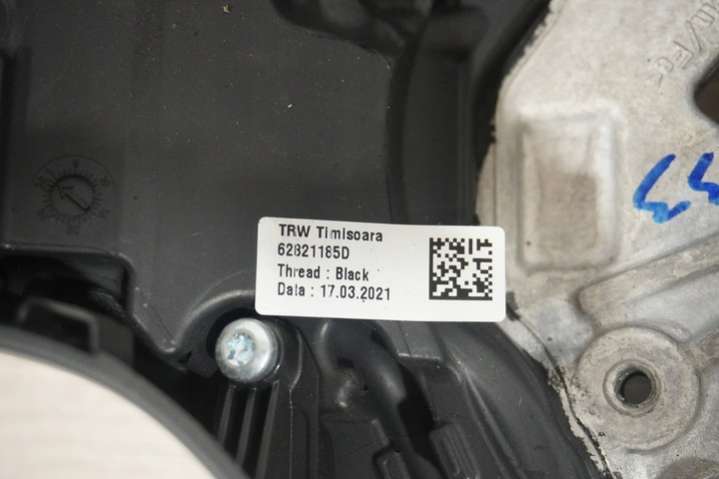 TRW Timisoara
62821185D
Thread : Black
Data : 17.03.2021